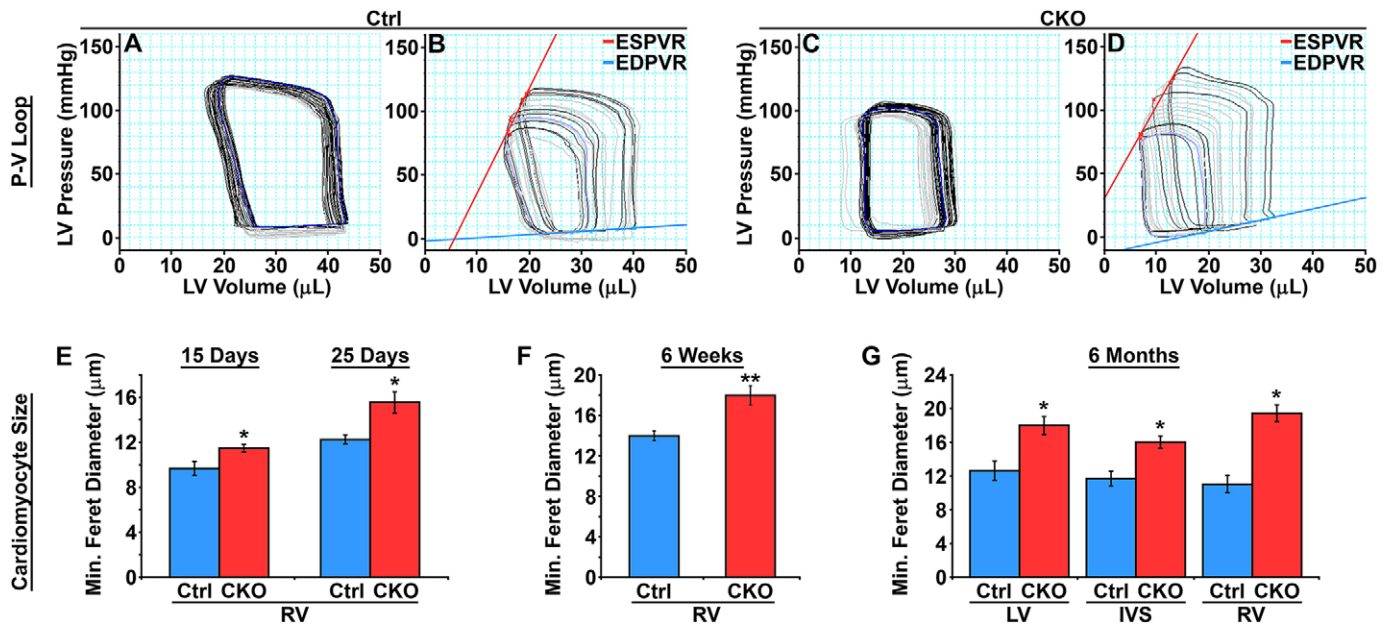 Ctrl
CKO
P-V Loop
A
B
C
D
ESPVR
EDPVR
ESPVR
EDPVR
LV Pressure (mmHg)
150
100
50
0
0 10 20 30 40 50
LV Volume (μL)
150
100
50
0
0 10 20 30 40 50
LV Volume (μL)
LV Pressure (mmHg)
150
100
50
0
0 10 20 30 40 50
LV Volume (μL)
150
100
50
0
0 10 20 30 40 50
LV Volume (μL)
Cardiomyocyte Size
E
15 Days
25 Days
Min. Feret Diameter (μm)
16
12
8
4
0
*
*
Ctrl CKO
Ctrl CKO
RV
F
6 Weeks
Min. Feret Diameter (μm)
20
16
12
8
4
0
**
Ctrl
CKO
RV
G
6 Months
Min. Feret Diameter (μm)
24
20
16
12
8
4
0
*
*
*
Ctrl CKO
Ctrl CKO
Ctrl CKO
LV
IVS
RV